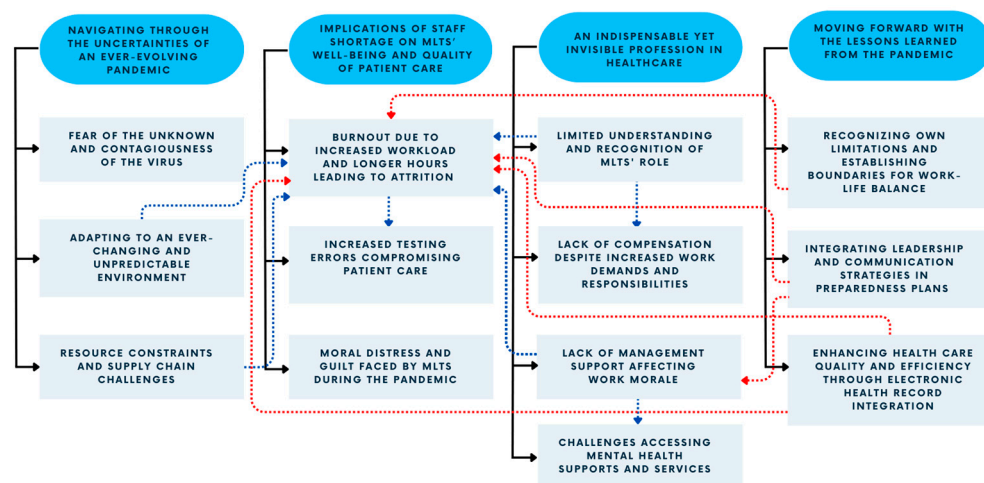 NAVIGATING THROUGH
THE UNCERTAINTIES OF
AN EVER-EVOLVING
PANDEMIC
FEAR OF THE UNKNOWN
AND CONTAGIOUSNESS
OF THE VIRUS
ADAPTING TO AN EVER-
CHANGING AND
UNPREDICTABLE
ENVIRONMENT
RESOURCE CONSTRAINTS
AND SUPPLY CHAIN
CHALLENGES
IMPLICATIONS OF STAFF
SHORTAGE ON MLTS'
WELL-BEING AND QUALITY
OF PATIENT CARE
BURNOUT DUE TO
INCREASED WORKLOAD
AND LONGER HOURS
LEADING TO ATTRITION
INCREASED TESTING
ERRORS COMPROMISING
PATIENT CARE
MORAL DISTRESS AND
GUILT FACED BY MLTS
DURING THE PANDEMIC
AN INDISPENSABLE YET
INVISIBLE PROFESSION IN
HEALTHCARE
LIMITED UNDERSTANDING
AND RECOGNITION OF
MLTS' ROLE
LACK OF COMPENSATION
DESPITE INCREASED WORK
DEMANDS AND
RESPONSIBILITIES
LACK OF MANAGEMENT
SUPPORT AFFECTING
WORK MORALE
CHALLENGES ACCESSING
MENTAL HEALTH
SUPPORTS AND SERVICES
MOVING FORWARD WITH
THE LESSONS LEARNED
FROM THE PANDEMIC
RECOGNIZING OWN
LIMITATIONS AND
ESTABLISHING
BOUNDARIES FOR WORK-
LIFE BALANCE
INTEGRATING LEADERSHIP
AND COMMUNICATION
STRATEGIES IN
PREPAREDNESS PLANS
ENHANCING HEALTH CARE
QUALITY AND EFFICIENCY
THROUGH ELECTRONIC
HEALTH RECORD
INTEGRATION